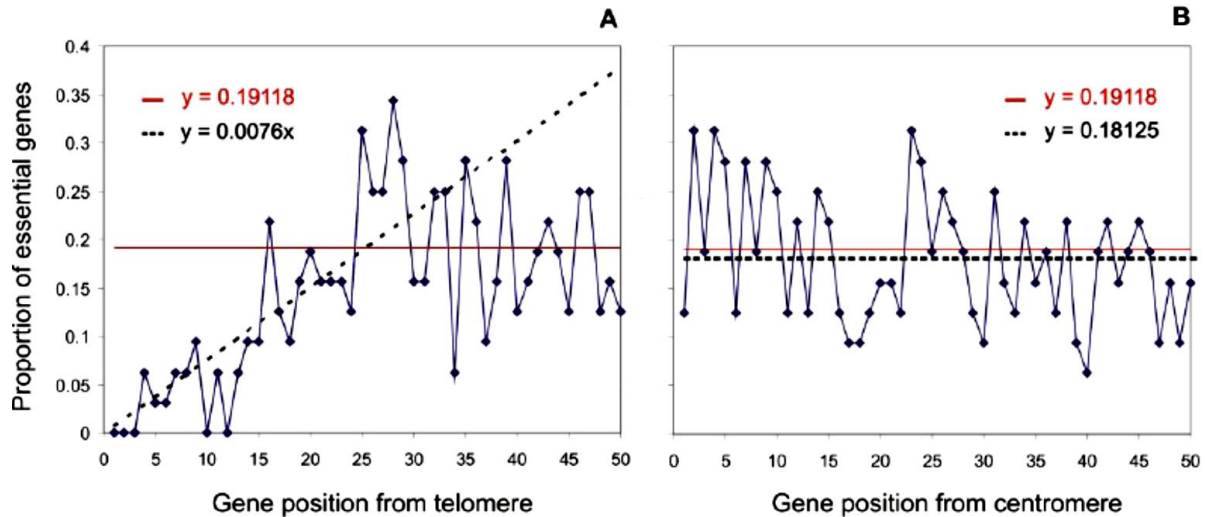 A
B
Proportion of essential genes
0.4
0.35
0.3
0.25
0.2
0.15
0.1
0.05
0
y = 0.19118
y = 0.0076x
y = 0.19118
y = 0.18125
0 5 10 15 20 25 30 35 40 45 50
0 5 10 15 20 25 30 35 40 45 50
Gene position from telomere
Gene position from centromere